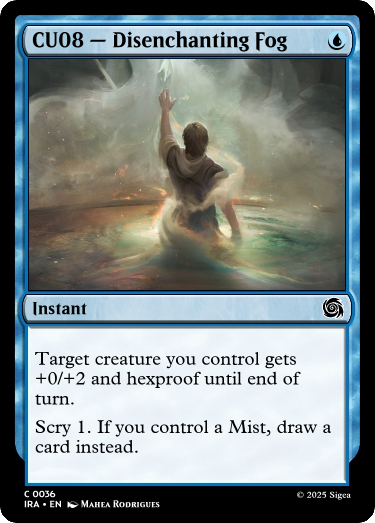 CU08 — Disenchanting Fog
Instant
Target creature you control gets
+0/+2 and hexproof until end of
turn.
Scry 1. If you control a Mist, draw a
card instead.
C 0036
IRA • EN Mahea Rodrigues
© 2025 Sigea